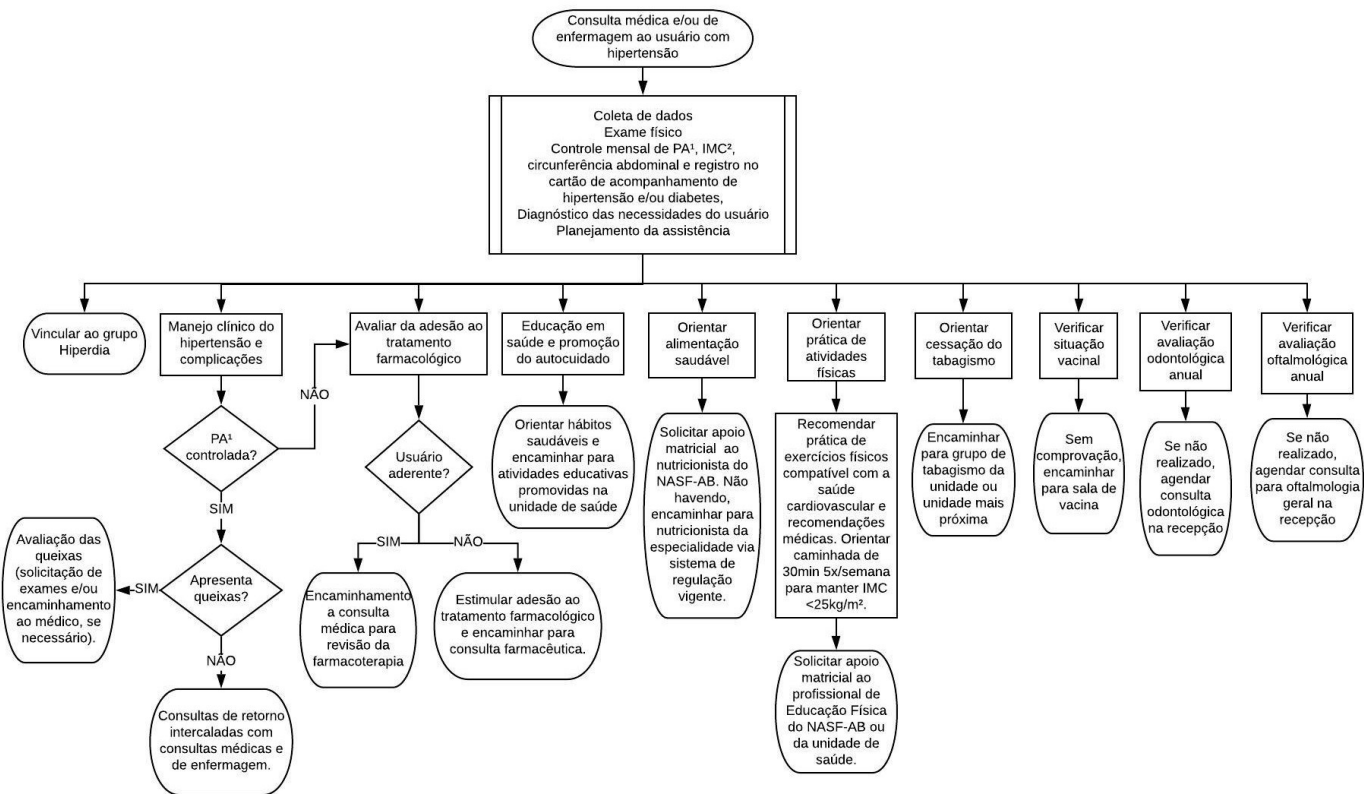 Consulta médica e/ou de
enfermagem ao usuário com
hipertensão
Coleta de dados
Exame físico
Controle mensal de PA¹, IMC²,
circunferência abdominal e registro no
cartão de acompanhamento de
hipertensão e/ou diabetes,
Diagnóstico das necessidades do usuário
Planejamento da assistência
Vincular ao grupo
Hiperdia
Manejo clínico do
hipertensão e
complicações
PA¹
controlada?
NÃO
SIM
Apresenta
queixas?
SIM
Avaliação das
queixas
(solicitação de
exames e/ou
encaminhamento
ao médico, se
necessário).
NÃO
Consultas de retorno
intercaladas com
consultas médicas e
de enfermagem.
Avaliar da adesão ao
tratamento
farmacológico
Usuário
aderente?
SIM
NÃO
Encaminhamento
a consulta
médica para
revisão da
farmacoterapia
Estimular adesão ao
tratamento farmacológico
e encaminhar para
consulta farmacêutica.
Educação em
saúde e promoção
do autocuidado
Orientar hábitos
saudáveis e
encaminhar para
atividades educativas
promovidas na
unidade de saúde
Orientar
alimentação
saudável
Solicitar apoio
matricial ao
nutricionista do
NASF-AB. Não
havendo,
encaminhar para
nutricionista da
especialidade via
sistema de
regulação
vigente.
Orientar
prática de
atividades
físicas
Recomendar
prática de
exercícios físicos
compatível com a
saúde
cardiovascular e
recomendações
médicas. Orientar
caminhada de
30min 5x/semana
para manter IMC
<25kg/m².
Solicitar apoio
matricial ao
profissional de
Educação Física
do NASF-AB ou
da unidade de
saúde.
Orientar
cessação do
tabagismo
Encaminhar
para grupo de
tabagismo da
unidade ou
unidade mais
próxima
Verificar
situação
vacinal
Sem
comprovação,
encaminhar
para sala de
vacina
Verificar
avaliação
odontológica
anual
Se não
realizado,
agendar
consulta
odontológica
na recepção
Verificar
avaliação
oftalmológica
anual
Se não
realizado,
agendar consulta
para oftalmologia
geral na
recepção